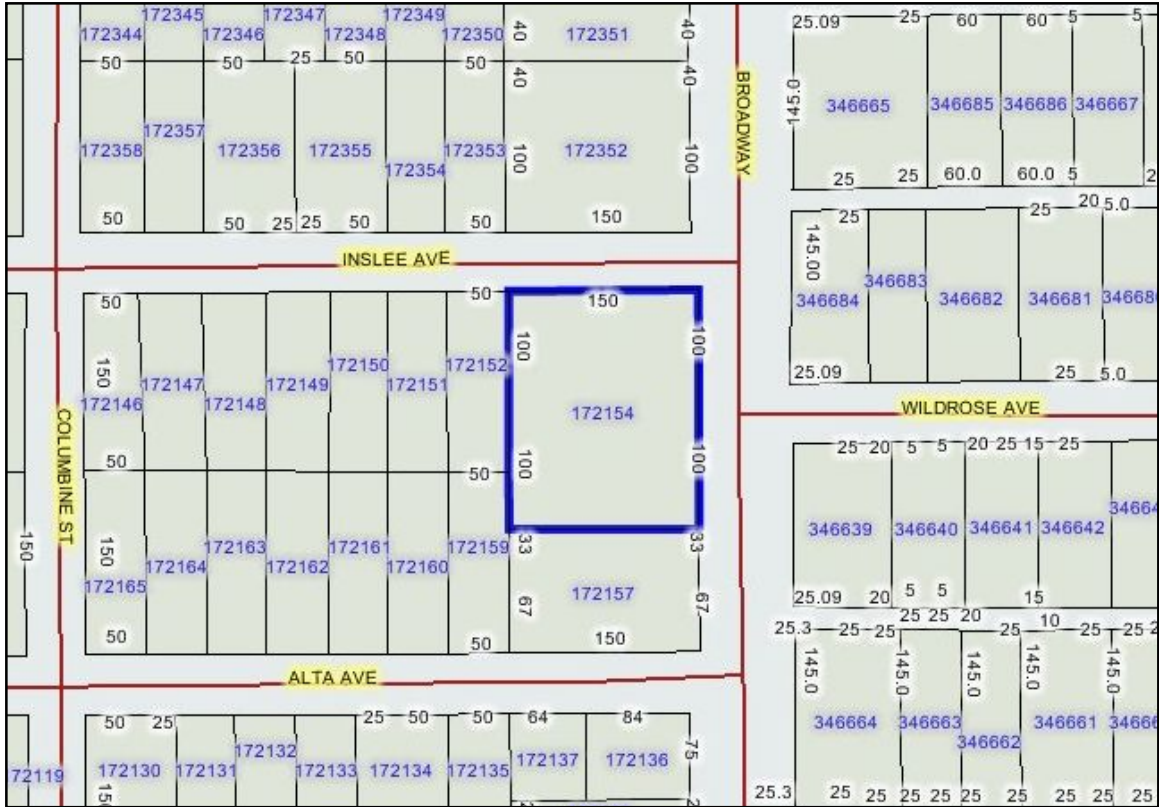 172345 172347 172349
172344 172346 172348 172350 40 172351 40
50 50 25 50 50 40 40
172357
172358 172356 172355 172353 100 172352 100
172354
50 50 25 25 50 50 150
INSLEE AVE
BROADWAY
25.09 25 60 60 5 5
145.0 346665 346685 346686 346667
25 25 60.0 60.0 5 2
25 25 20 5.0
145.00
346683
346684 346682 346681
25.09 25 5.0
WILDROSE AVE
50 50 150
150 100 100
172150 172152
172147 172149 172151
172146 172148
172154
COLUMBINE ST.
50 50 100 100
150
150 172163 172161 172159 33 33
172165 172164 172162 172160
67 172157 67
50 50 150
ALTA AVE
25 20 5 5 20 25 15 25
346639 346640 346641 346642
25.09 20 5 5 15
25 25 20 10
25.3 25 25 25 25 25 2
145.0 145.0 145.0 145.0 145.0
346664 346663 346661
346662
25.3 25 25 25 25 25 25 25 25
50 25 25 50 50 64 84
75
172132
172119 172130 172131 172133 172134 172135 172137 172136